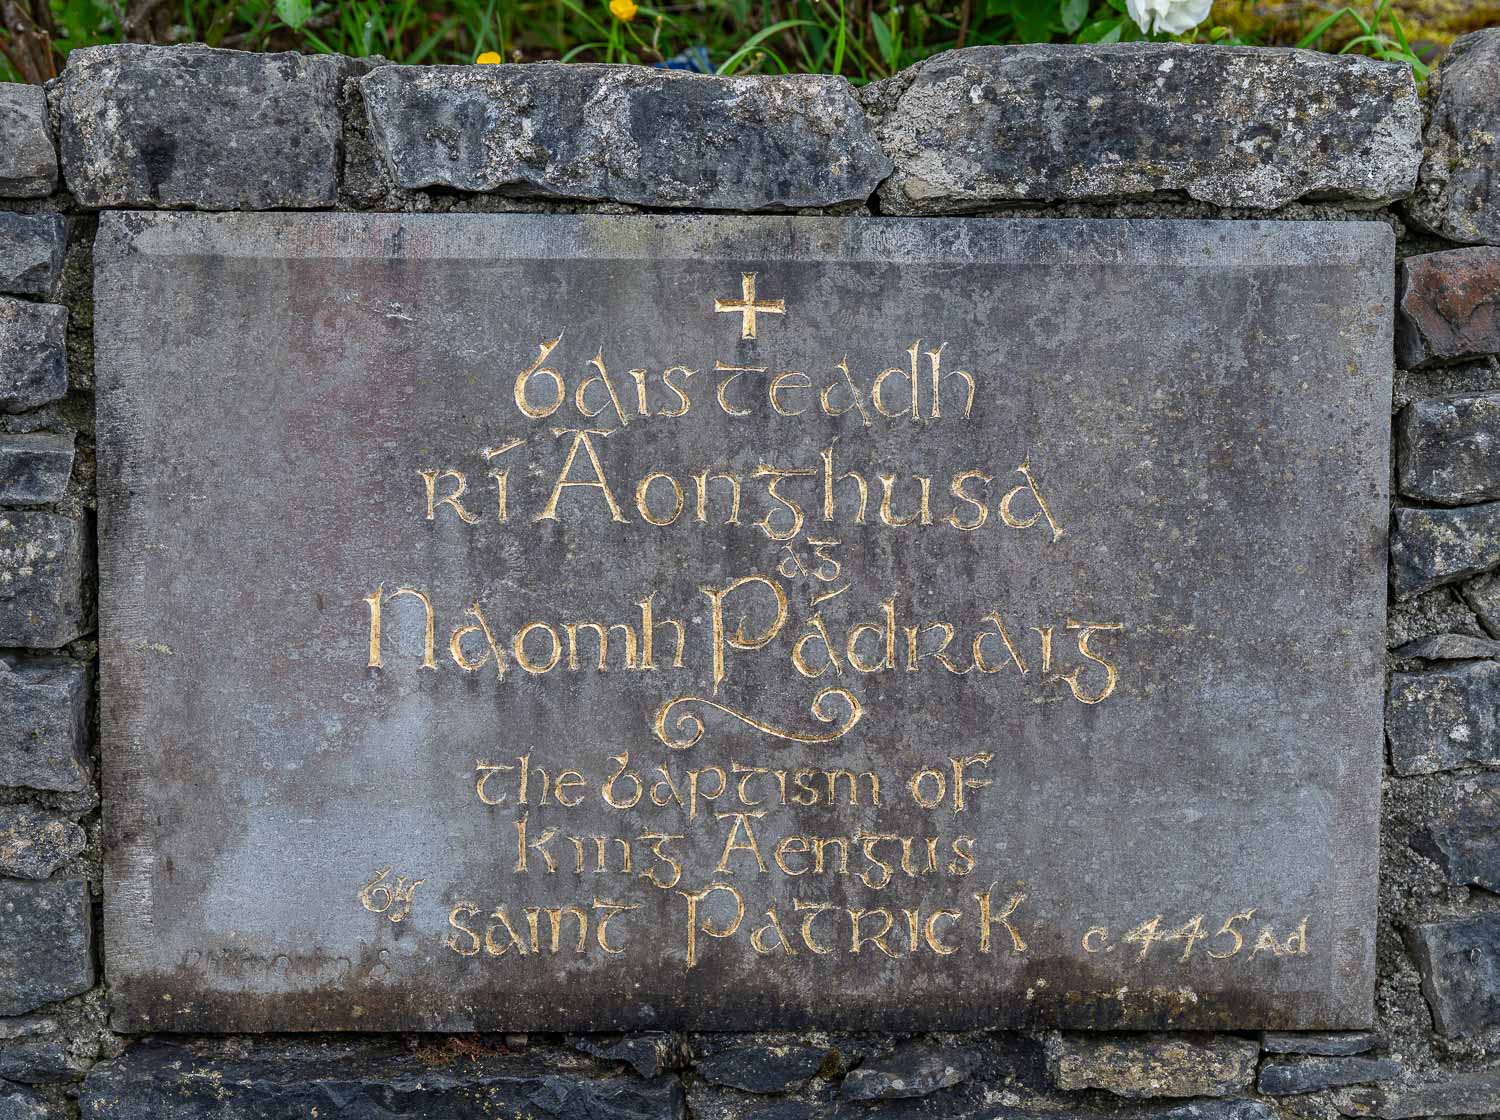 baisteadh
rí Aonghusa
ag
Naomh Pádraig
the baptism of
king Aengus
by saint Patrick c.445 Ad